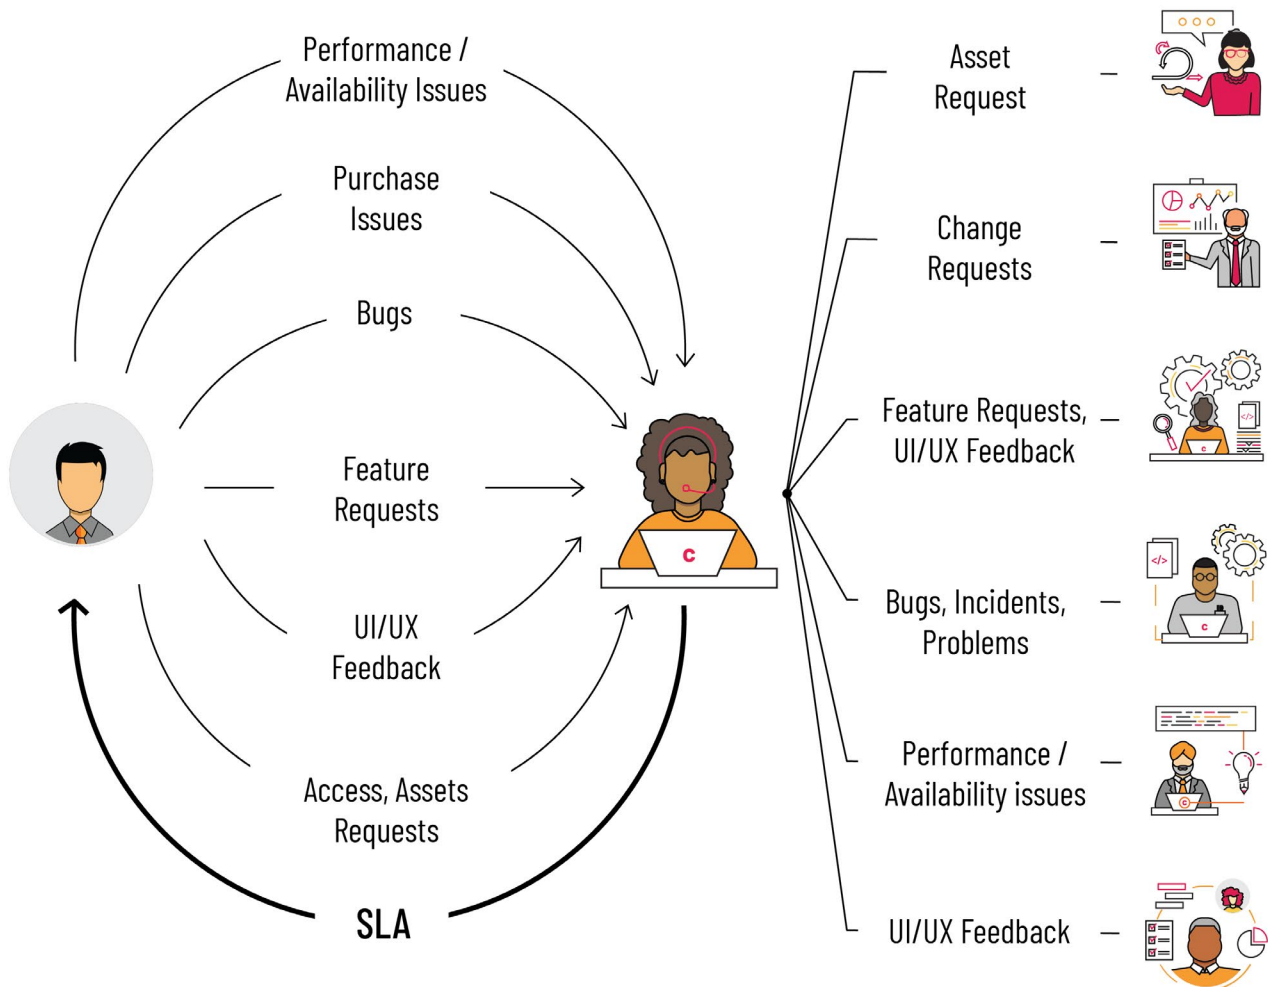 Performance /
Availability Issues
Purchase
Issues
Bugs
Feature
Requests
UI/UX
Feedback
Access, Assets
Requests
SLA
C
Asset
Request
Change
Requests
Feature Requests,
UI/UX Feedback
Bugs, Incidents,
Problems
Performance /
Availability issues
UI/UX Feedback
</>
C
</>
C
C